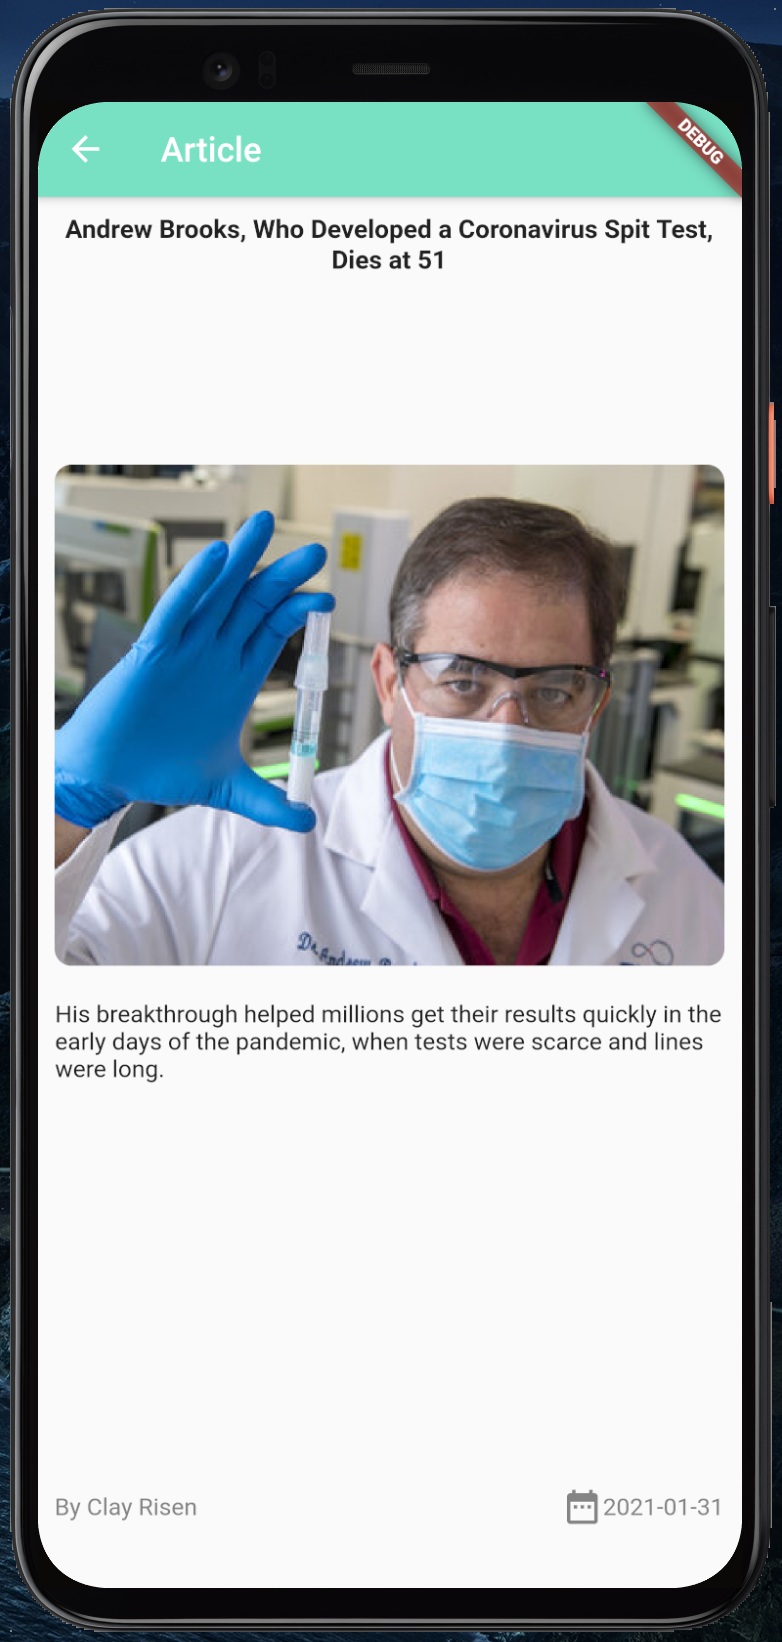 Article
DEBUG
Andrew Brooks, Who Developed a Coronavirus Spit Test,
Dies at 51
Dr. Andrew
His breakthrough helped millions get their results quickly in the
early days of the pandemic, when tests were scarce and lines
were long.
By Clay Risen
2021-01-31